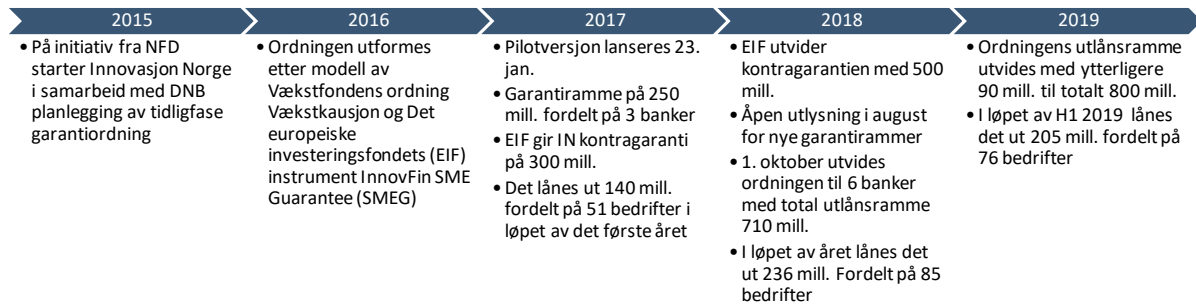 2015
• På initiativ fra NFD
starter Innovasjon Norge
i samarbeid med DNB
planlegging av tidligfase
garantiordning
2016
• Ordningen utformes
etter modell av
Vækstfondens ordning
Vækstkausjon og Det
europeiske
investeringsfondets (EIF)
instrument InnovFin SME
Guarantee (SMEG)
2017
• Pilotversjon lanseres 23.
jan.
• Garantiramme på 250
mill. fordelt på 3 banker
• EIF gir IN kontragaranti
på 300 mill.
• Det lånes ut 140 mill.
fordelt på 51 bedrifter i
løpet av det første året
2018
• EIF utvider
kontragarantien med 500
mill.
• Åpen utlysning i august
for nye garantirammer
• 1. oktober utvides
ordningen til 6 banker
med total utlånsramme
710 mill.
• I løpet av året lånes det
ut 236 mill. Fordelt på 85
bedrifter
2019
• Ordningens utlånsramme
utvides med ytterligere
90 mill. til totalt 800 mill.
• I løpet av H1 2019 lånes
det ut 205 mill. fordelt på
76 bedrifter